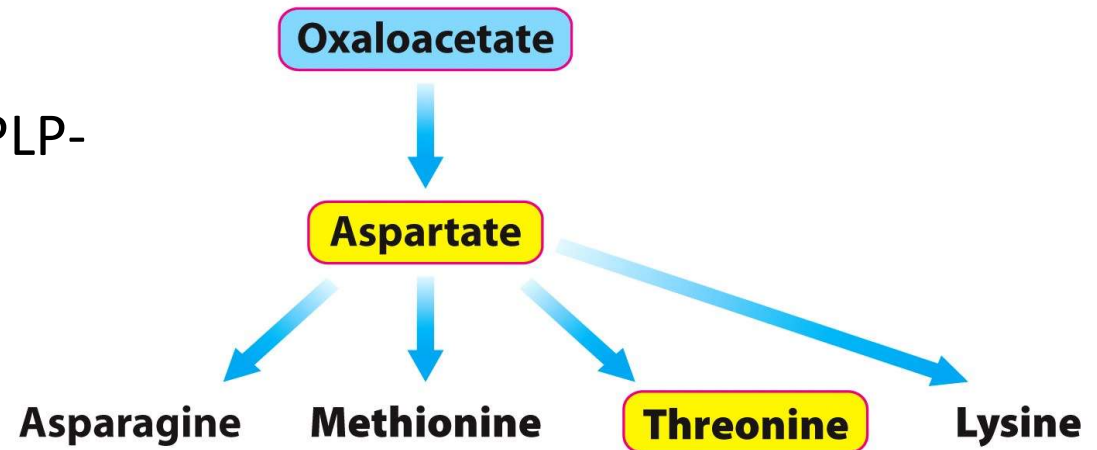 Oxaloacetate
PLP-
Aspartate
Asparagine Methionine Threonine Lysine